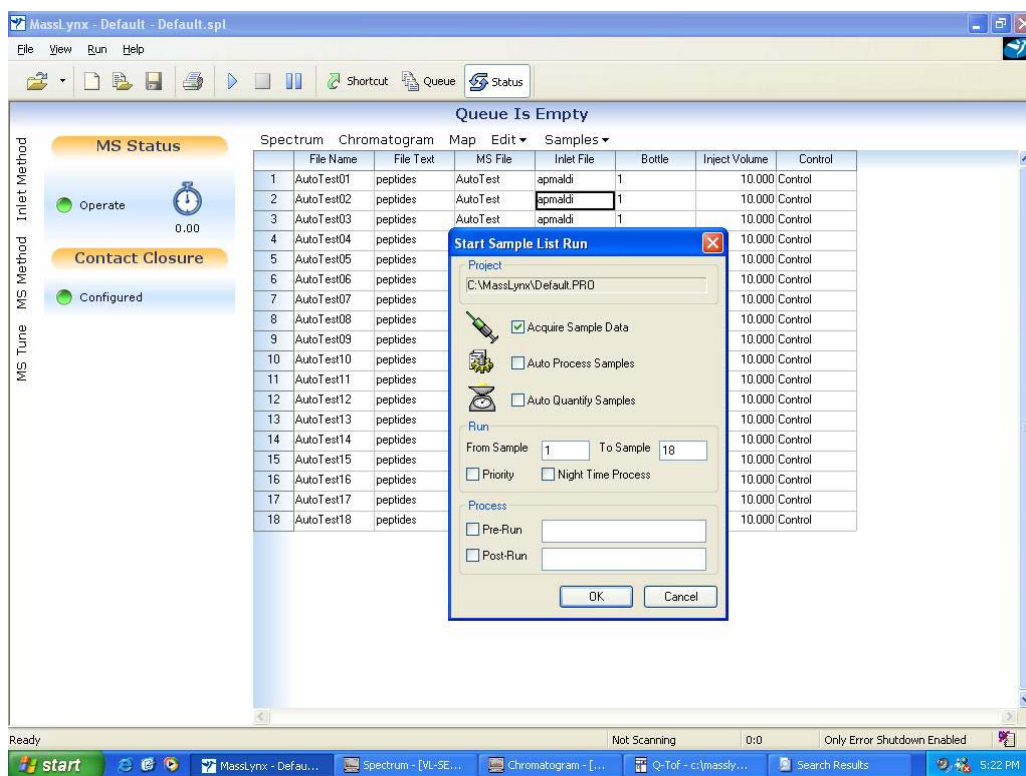 MassLynx - Default - Default.spl
File View Run Help
Shortcut Queue Status
Queue Is Empty
Inlet Method
MS Method
MS Tune
MS Status
Operate
0.00
Contact Closure
Configured
Spectrum Chromatogram Map Edit Samples
File Name File Text MS File Inlet File Bottle Inject Volume Control
1 AutoTest01 peptides AutoTest apmaldi 1 10.000 Control
2 AutoTest02 peptides AutoTest apmaldi 1 10.000 Control
3 AutoTest03 peptides AutoTest apmaldi 1 10.000 Control
4 AutoTest04 peptides 10.000 Control
5 AutoTest05 peptides 10.000 Control
6 AutoTest06 peptides 10.000 Control
7 AutoTest07 peptides 10.000 Control
8 AutoTest08 peptides 10.000 Control
9 AutoTest09 peptides 10.000 Control
10 AutoTest10 peptides 10.000 Control
11 AutoTest11 peptides 10.000 Control
12 AutoTest12 peptides 10.000 Control
13 AutoTest13 peptides 10.000 Control
14 AutoTest14 peptides 10.000 Control
15 AutoTest15 peptides 10.000 Control
16 AutoTest16 peptides 10.000 Control
17 AutoTest17 peptides 10.000 Control
18 AutoTest18 peptides 10.000 Control
Start Sample List Run
Project
C:\MassLynx\Default.PRO
Acquire Sample Data
Auto Process Samples
Auto Quantify Samples
Run
From Sample 1 To Sample 18
Priority Night Time Process
Process
Pre-Run
Post-Run
OK Cancel
Ready Not Scanning 0:0 Only Error Shutdown Enabled
start MassLynx - Defau... Spectrum - [VL-SE... Chromatogram - [... Q-Tof - c:\massly... Search Results 5:22 PM